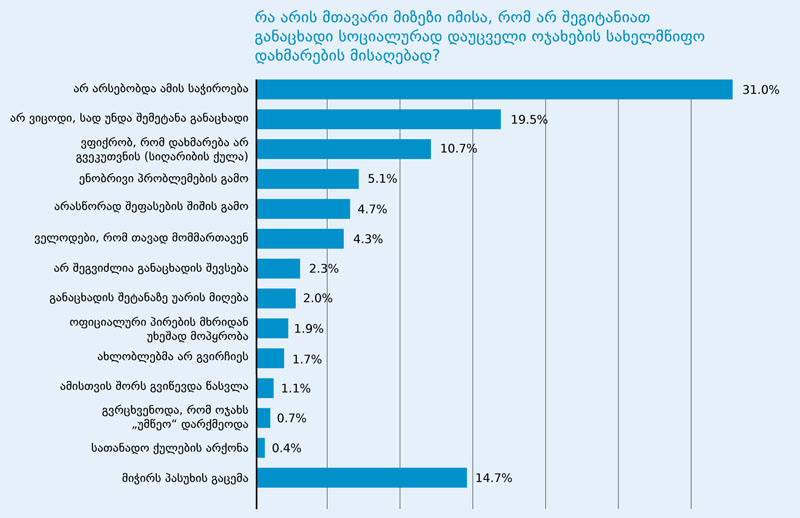 რა არის მთავარი მიზეზი იმისა, რომ არ შეგიტანიათ
განაცხადი სოციალურად დაუცველი ოჯახების სახელმწიფო
დახმარების მისაღებად?
არ არსებობდა ამის საჭიროება 31.0%
არ ვიცოდი, სად უნდა შემეტანა განაცხადი 19.5%
ვფიქრობ, რომ დახმარება არ
გვეკუთვნის (სიღარიბის ქულა) 10.7%
ენობრივი პრობლემების გამო 5.1%
არასწორად შეფასების შიშის გამო 4.7%
ველოდები, რომ თავად მომმართავენ 4.3%
არ შეგვიძლია განაცხადის შევსება 2.3%
განაცხადის შეტანაზე უარის მიღება 2.0%
ოფიციალური პირების მხრიდან
უხეშად მოპყრობა 1.9%
ახლობლებმა არ გვირჩიეს 1.7%
ამისთვის შორს გვიწევდა წასვლა 1.1%
გვრცხვენოდა, რომ ოჯახს
„უმწეო“ დარქმეოდა 0.7%
სათანადო ქულების არქონა 0.4%
მიჭირს პასუხის გაცემა 14.7%